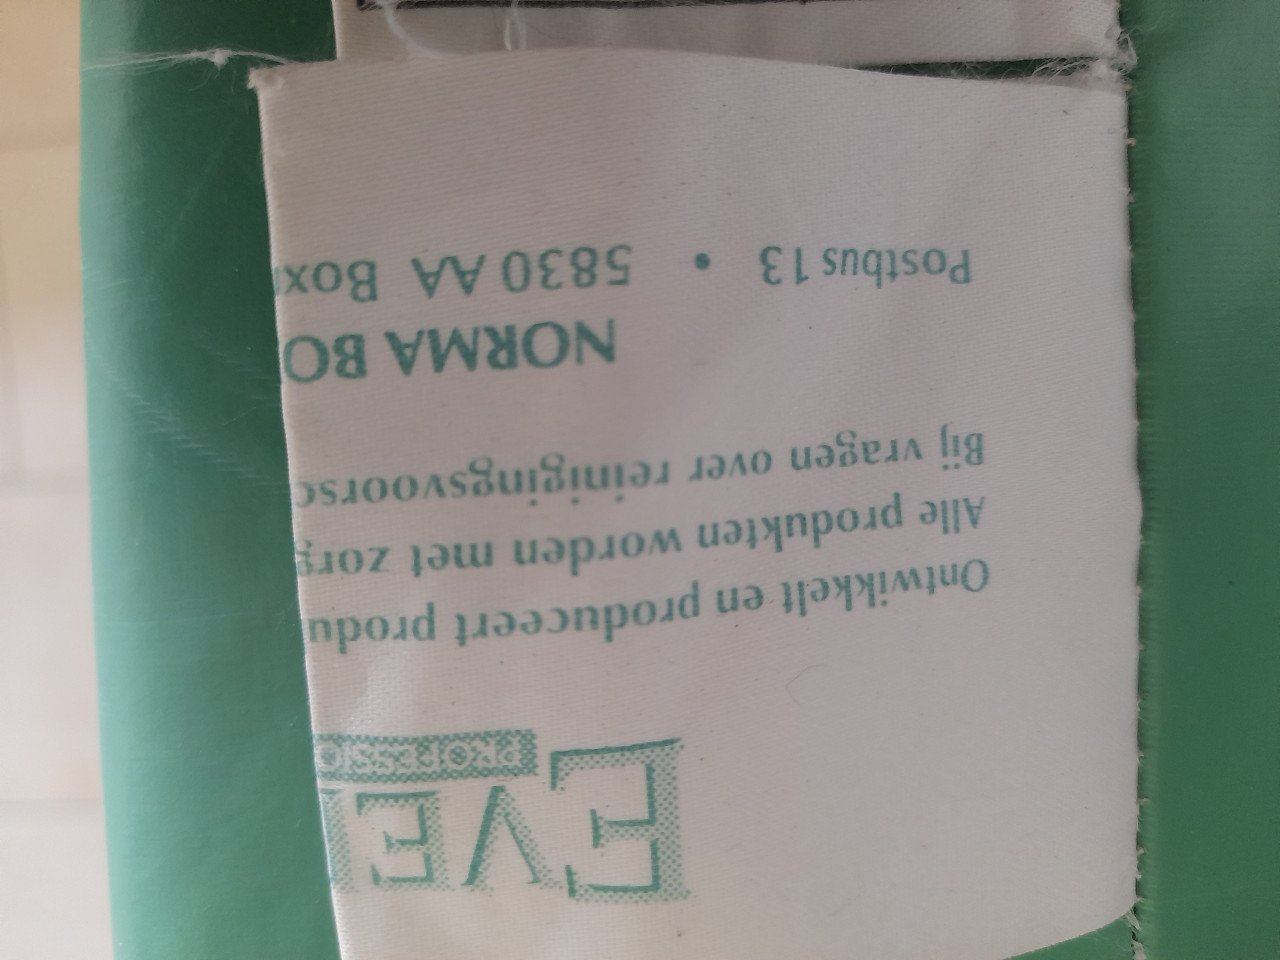 EVE
PROFESSIO
Ontwikkelt en produceert produ
Alle produkten worden met zorg
Bij vragen over reinigingsvoorsc
NORMA BO
Postbus 13 • 5830 AA Box